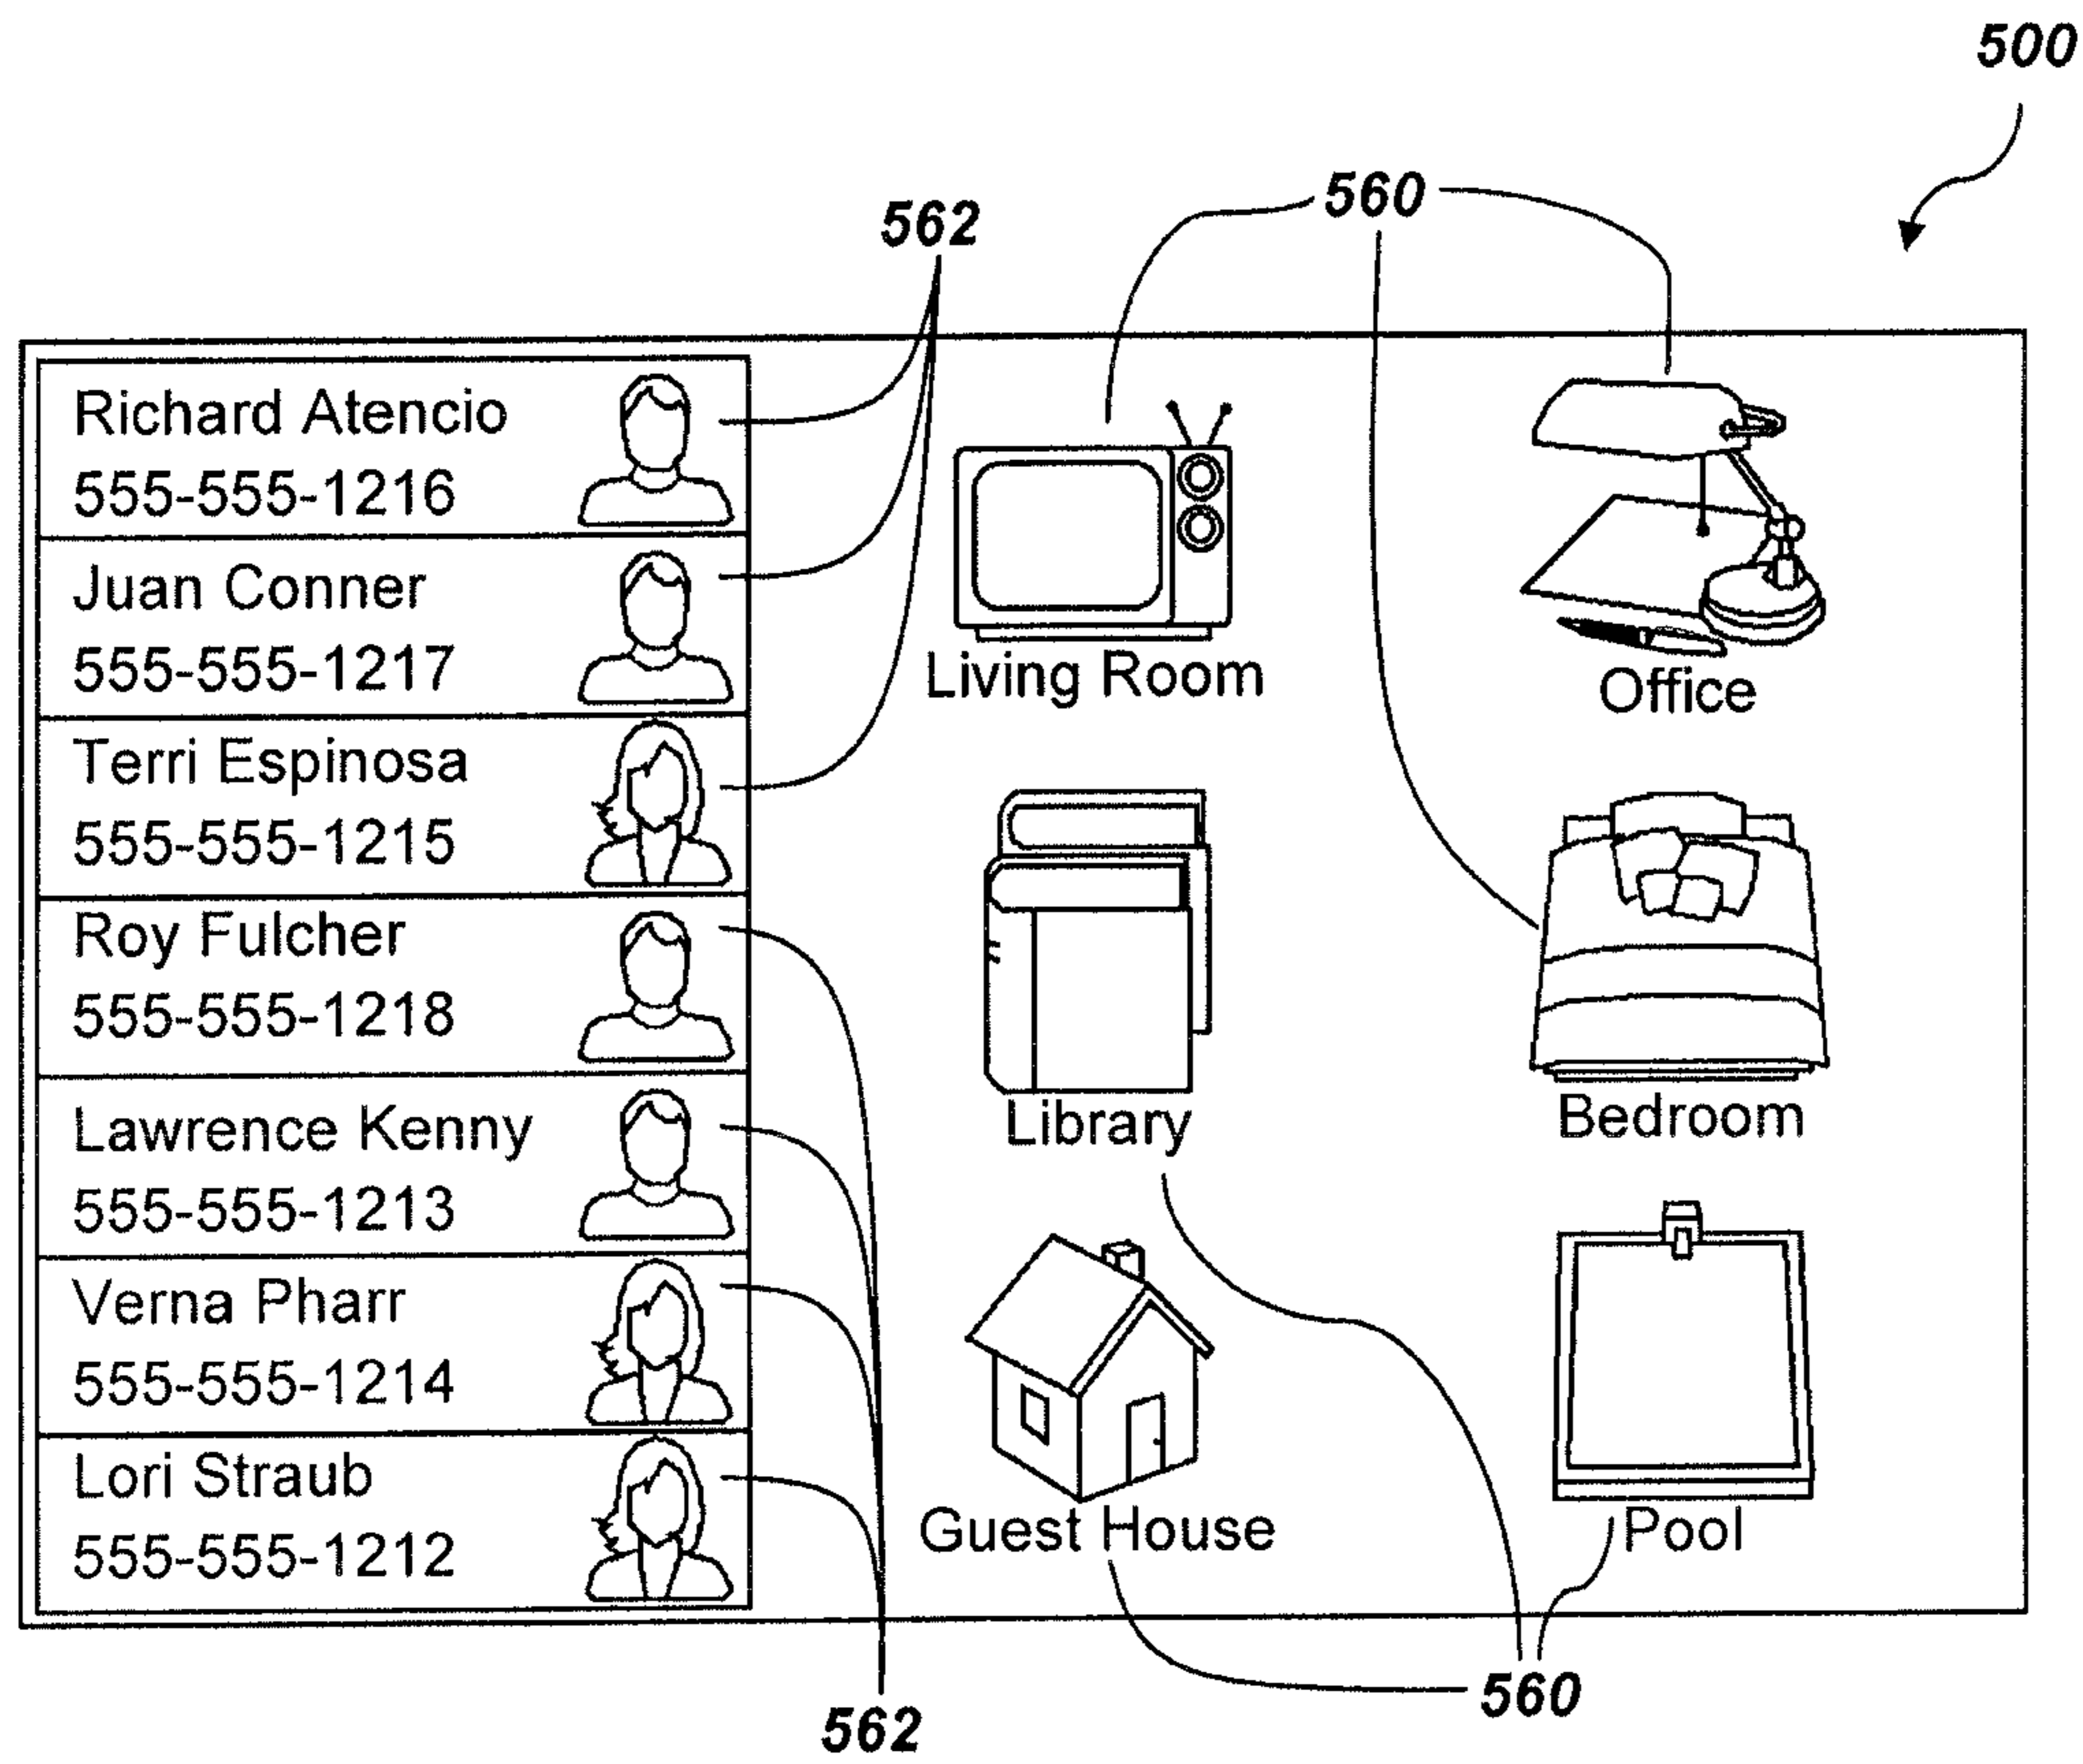 500
560
562
Richard Atencio
555-555-1216
Juan Conner
555-555-1217
Terri Espinosa
555-555-1215
Roy Fulcher
555-555-1218
Lawrence Kenny
555-555-1213
Verna Pharr
555-555-1214
Lori Straub
555-555-1212
Living Room
Office
Library
Bedroom
Guest House
Pool
560
562